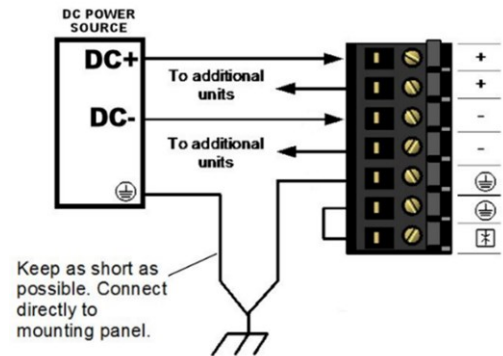 DC POWER
SOURCE
DC+
To additional
units
DC-
To additional
units
Keep as short as
possible. Connect
directly to
mounting panel.
+
+
-
-